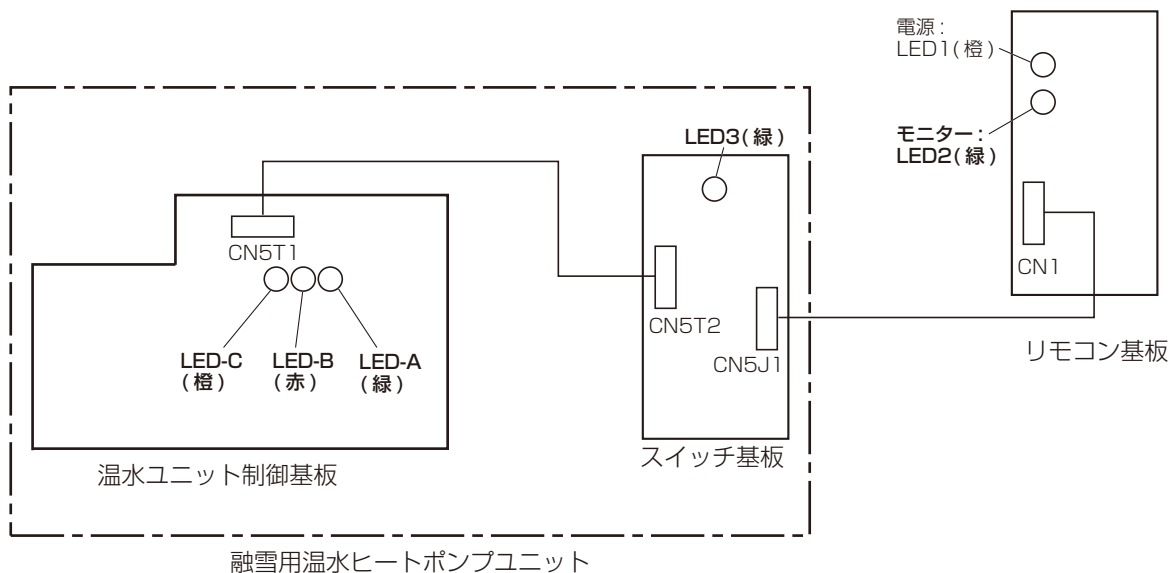 電源:
LED1(橙)
モニター:
LED2(緑)
LED3(緑)
CN5T1
CN1
CN5T2
CN5J1
リモコン基板
LED-C
(橙)
LED-B
(赤)
LED-A
(緑)
スイッチ基板
温水ユニット制御基板
融雪用温水ヒートポンプユニット